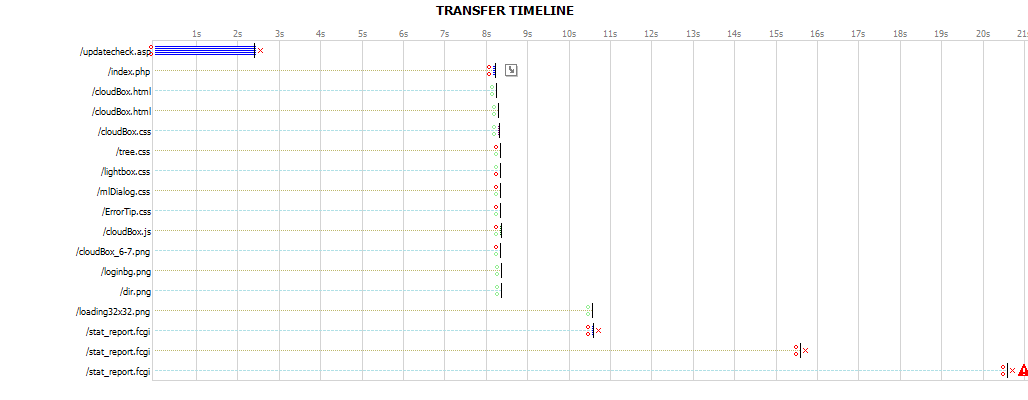 TRANSFER TIMELINE
1s 2s 3s 4s 5s 6s 7s 8s 9s 10s 11s 12s 13s 14s 15s 16s 17s 18s 19s 20s 21s
/updatecheck.asp
/index.php
/cloudBox.html
/cloudBox.html
/cloudBox.css
/tree.css
/lightbox.css
/mlDialog.css
/ErrorTip.css
/cloudBox.js
/cloudBox_6-7.png
/loginbg.png
/dir.png
/loading32x32.png
/stat_report.fcgi
/stat_report.fcgi
/stat_report.fcgi